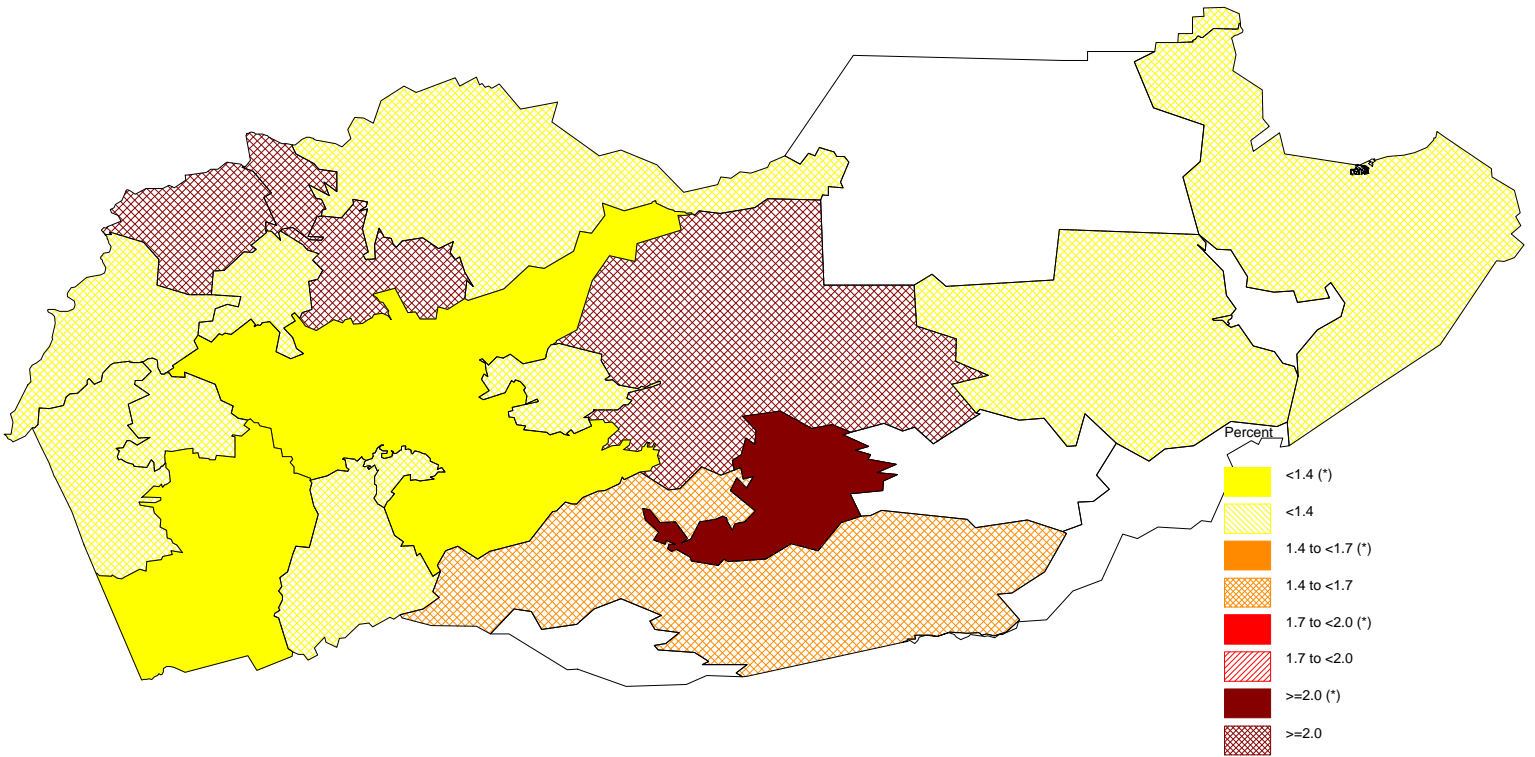 Percent
<1.4 (*)
<1.4
1.4 to <1.7 (*)
1.4 to <1.7
1.7 to <2.0 (*)
1.7 to <2.0
>=2.0 (*)
>=2.0